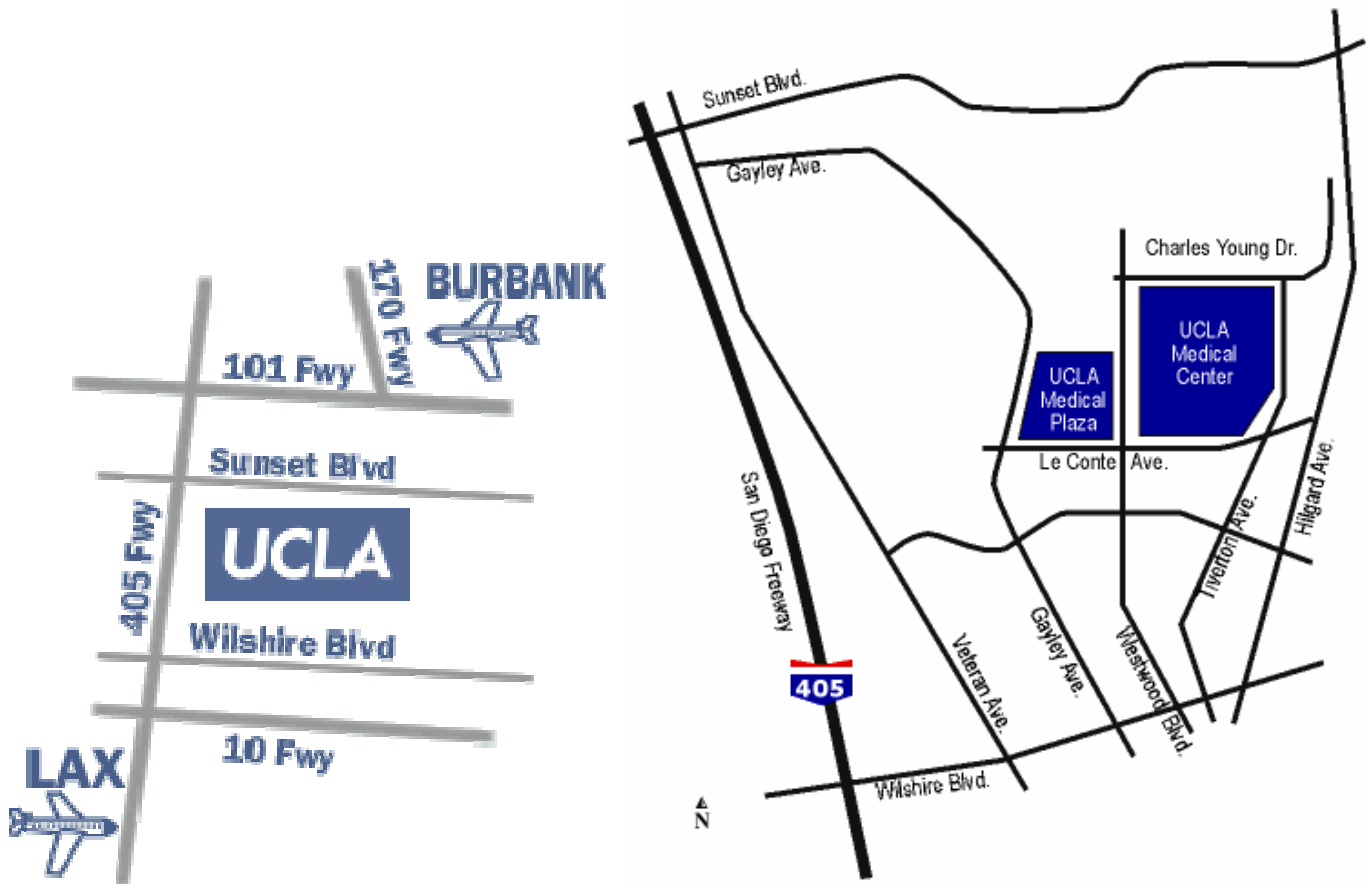 BURBANK
170 Fwy
101 Fwy
Sunset Blvd
UCLA
405 Fwy
Wilshire Blvd
10 Fwy
LAX
Sunset Blvd.
Gayley Ave.
Charles Young Dr.
UCLA
Medical
Center
UCLA
Medical
Plaza
Le Conte Ave.
San Diego Freeway
Hilgard Ave.
Tiverton Ave.
Gayley Ave.
Westwood Blvd.
Veteran Ave.
405
Wilshire Blvd.
N